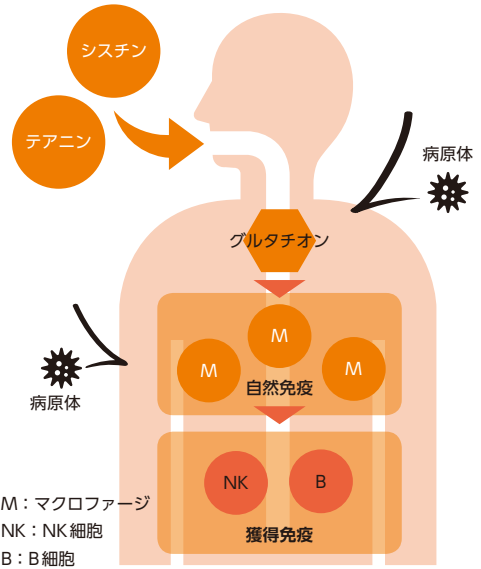 シスチン
テアニン
病原体
グルタチオン
M
M
M
自然免疫
病原体
NK
B
獲得免疫
M：マクロファージ
NK：NK細胞
B：B細胞